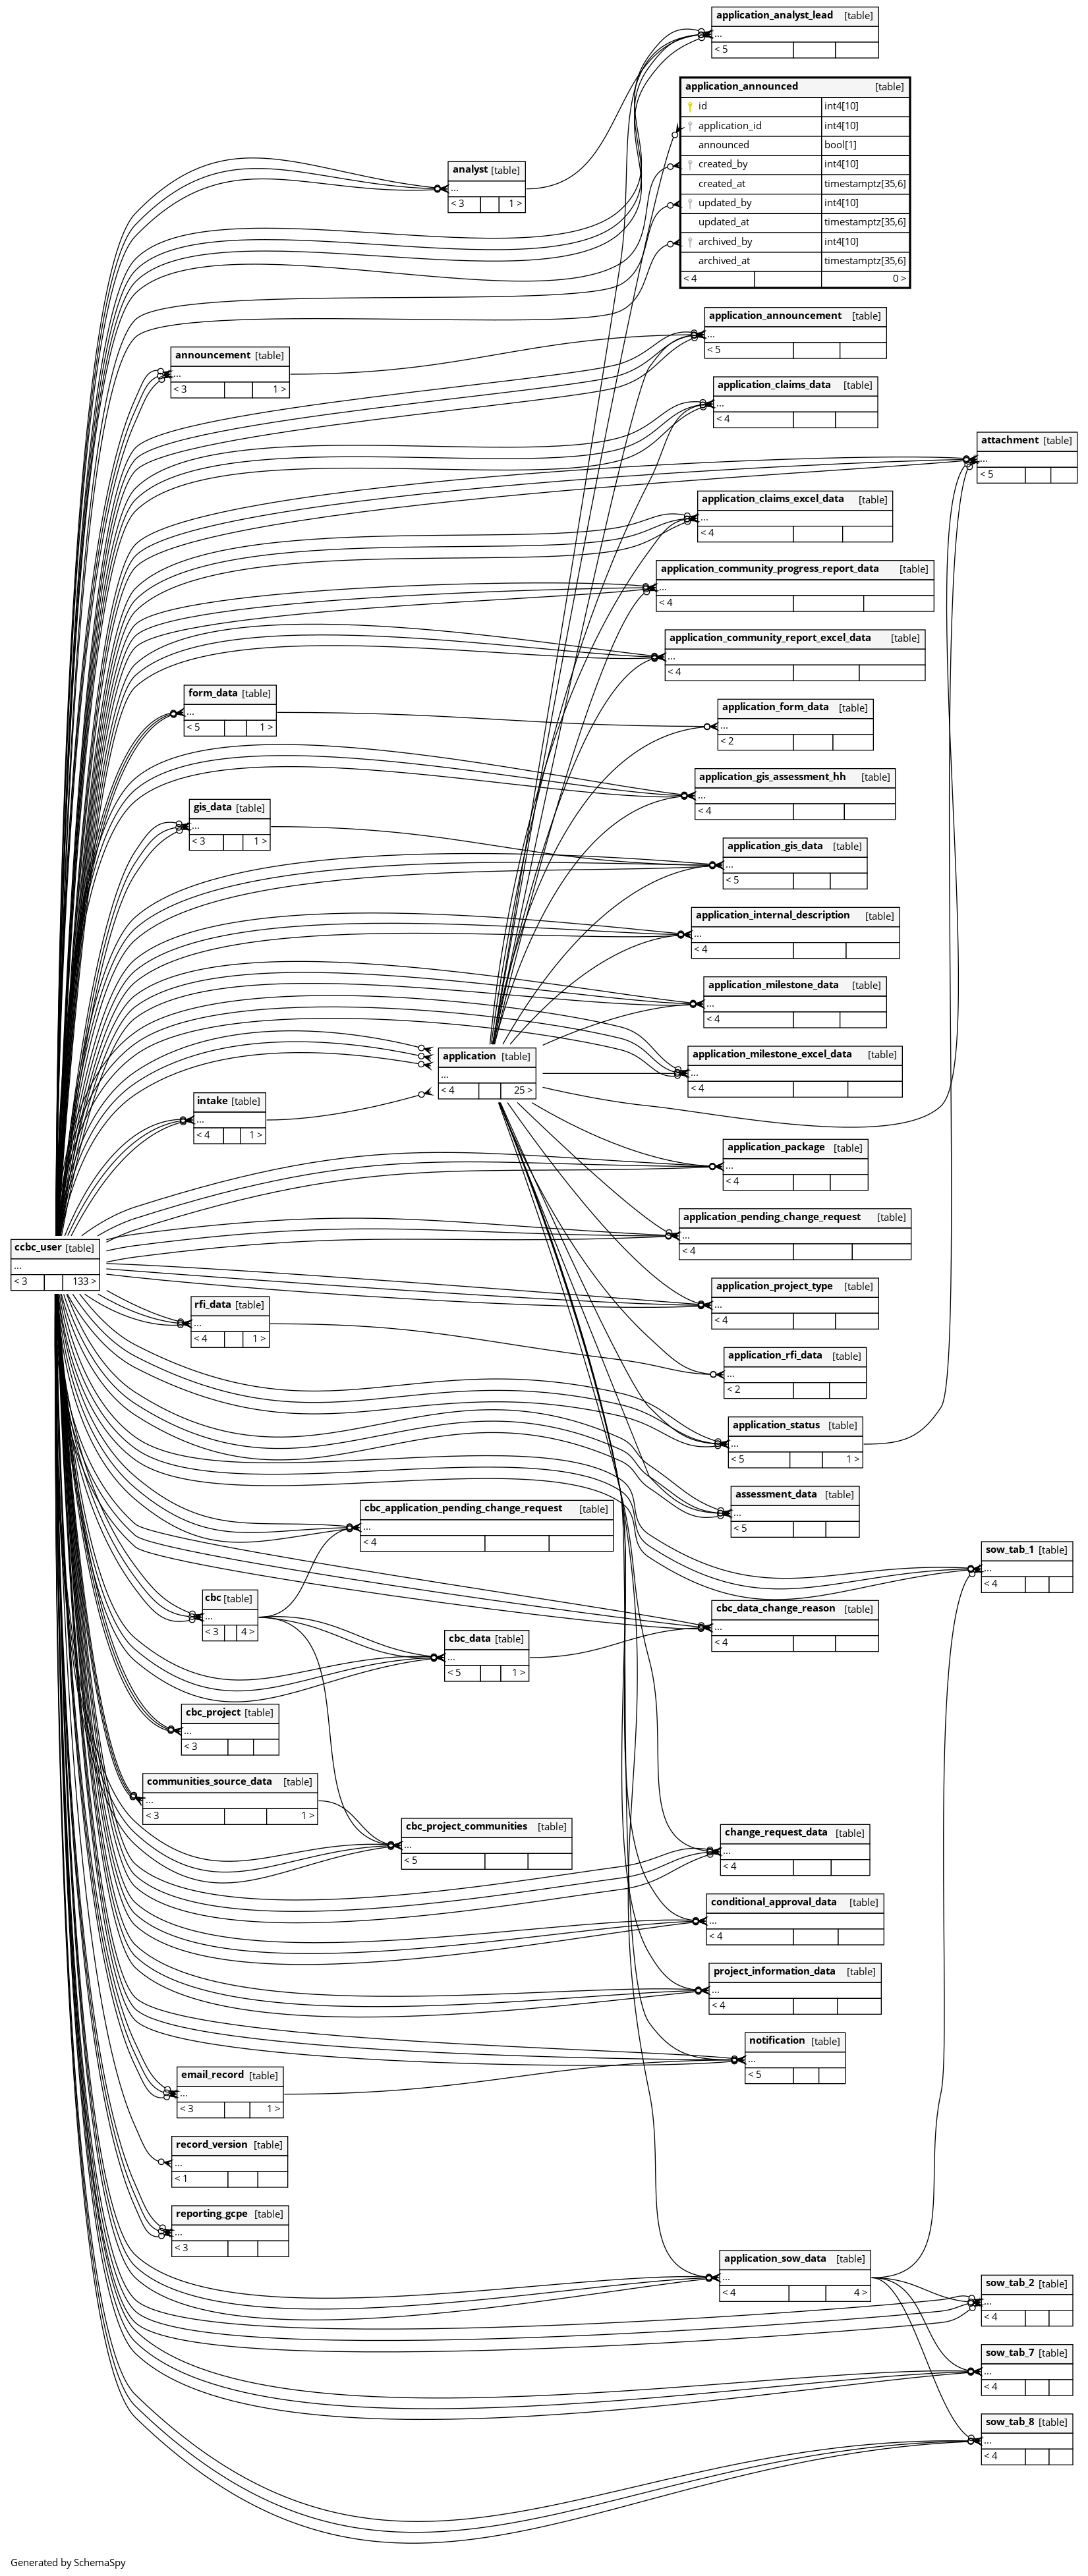 application_analyst_lead [table]
...
< 5
application_announced [table]
id int4[10]
application_id int4[10]
announced bool[1]
created_by int4[10]
created_at timestamptz[35,6]
updated_by int4[10]
updated_at timestamptz[35,6]
archived_by int4[10]
archived_at timestamptz[35,6]
< 4 0 >
analyst [table]
...
< 3 1 >
application_announcement [table]
...
< 5
announcement [table]
...
< 3 1 >
application_claims_data [table]
...
< 4
attachment [table]
...
< 5
application_claims_excel_data [table]
...
< 4
application_community_progress_report_data [table]
...
< 4
application_community_report_excel_data [table]
...
< 4
form_data [table]
...
< 5 1 >
application_form_data [table]
...
< 2
application_gis_assessment_hh [table]
...
< 4
gis_data [table]
...
< 3 1 >
application_gis_data [table]
...
< 5
application_internal_description [table]
...
< 4
application_milestone_data [table]
...
< 4
application [table]
...
< 4 25 >
application_milestone_excel_data [table]
...
< 4
intake [table]
...
< 4 1 >
application_package [table]
...
< 4
application_pending_change_request [table]
...
< 4
ccbc_user [table]
...
< 3 133 >
application_project_type [table]
...
< 4
rfi_data [table]
...
< 4 1 >
application_rfi_data [table]
...
< 2
application_status [table]
...
< 5 1 >
assessment_data [table]
...
< 5
cbc_application_pending_change_request [table]
...
< 4
sow_tab_1 [table]
...
< 4
cbc [table]
...
< 3 4 >
cbc_data_change_reason [table]
...
< 4
cbc_data [table]
...
< 5 1 >
cbc_project [table]
...
< 3
communities_source_data [table]
...
< 3 1 >
cbc_project_communities [table]
...
< 5
change_request_data [table]
...
< 4
conditional_approval_data [table]
...
< 4
project_information_data [table]
...
< 4
notification [table]
...
< 5
email_record [table]
...
< 3 1 >
record_version [table]
...
< 1
reporting_gcpe [table]
...
< 3
application_sow_data [table]
...
< 4 4 >
sow_tab_2 [table]
...
< 4
sow_tab_7 [table]
...
< 4
sow_tab_8 [table]
...
< 4
Generated by SchemaSpy